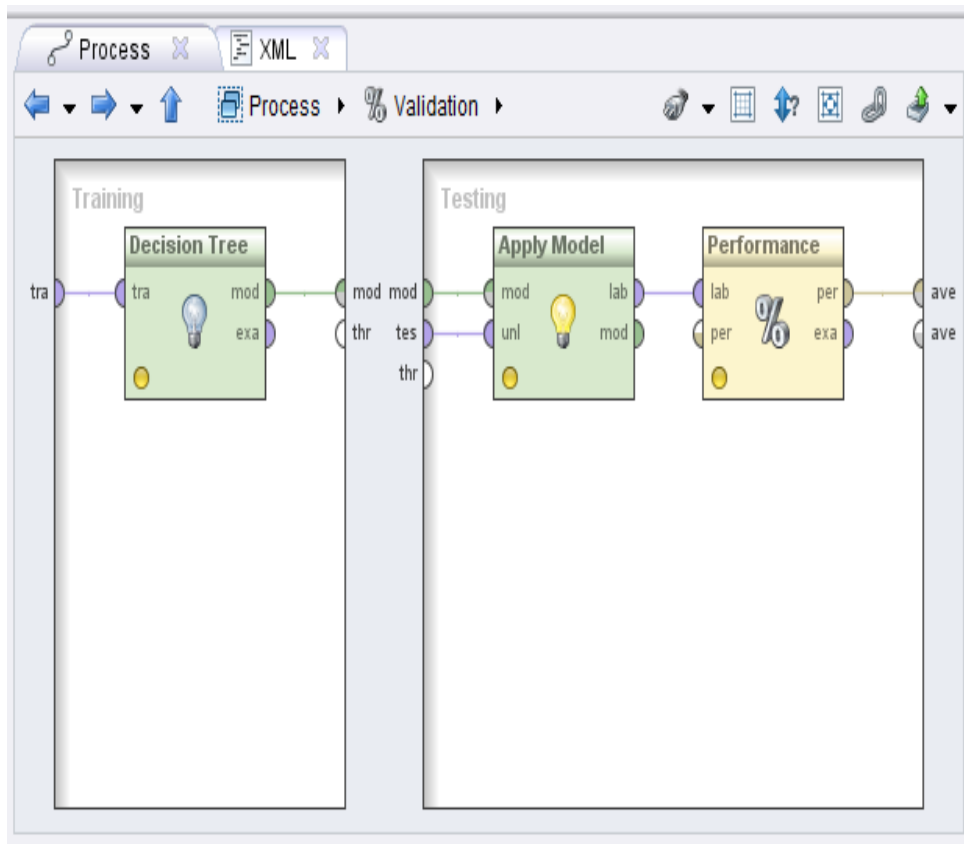 Process XML
Process Validation
Training Testing
Decision Tree Apply Model Performance
tra tra mod mod mod mod lab lab per ave
exa thr tes unl mod per exa ave
thr